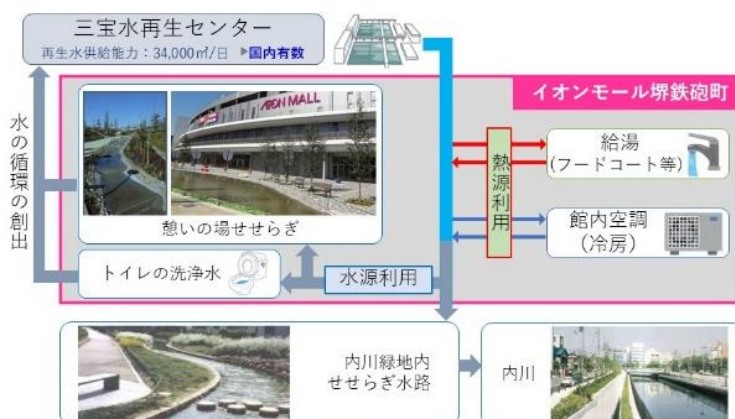 三宝水再生センター
再生水供給能力：34,000㎥/日 ▶国内有数
イオンモール堺鉄砲町
水の循環の創出
AEON MALL
憩いの場せせらぎ
トイレの洗浄水
水源利用
熱源利用
給湯
(フードコート等)
館内空調
(冷房)
内川緑地内
せせらぎ水路
内川